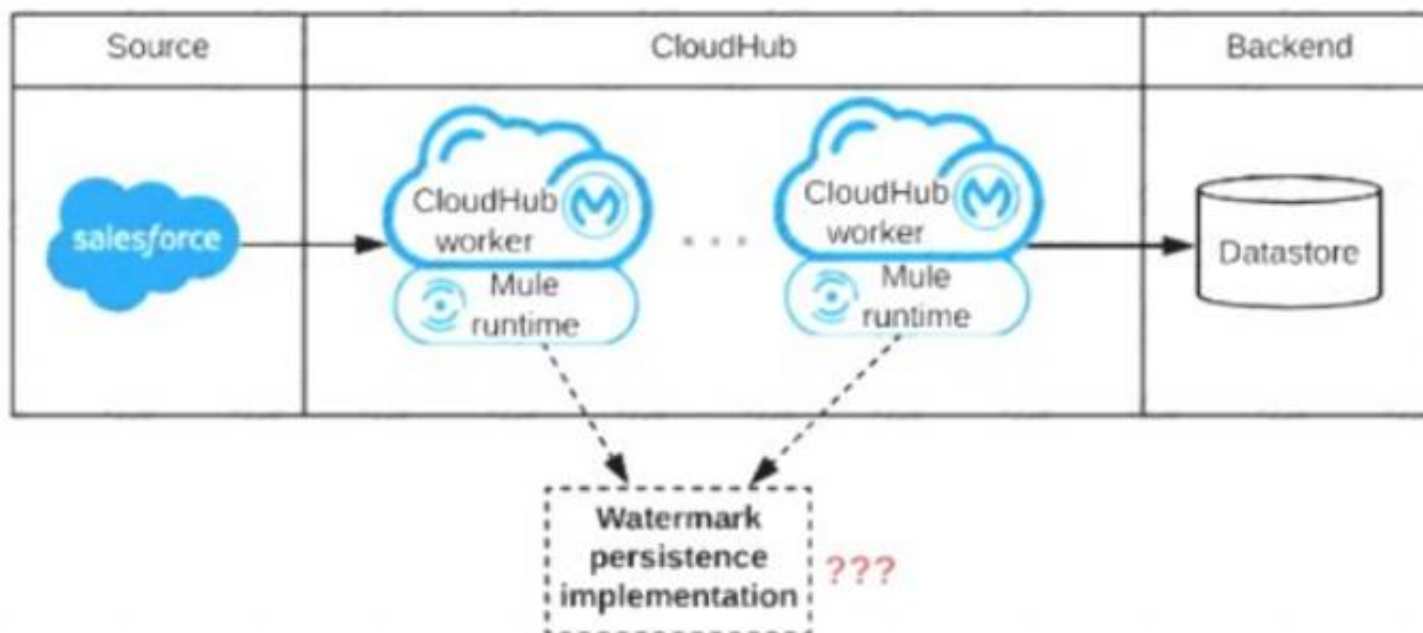 Source
CloudHub
Backend
salesforce
CloudHub
worker
Mule
runtime
CloudHub
worker
Mule
runtime
Datastore
Watermark
persistence
implementation
???